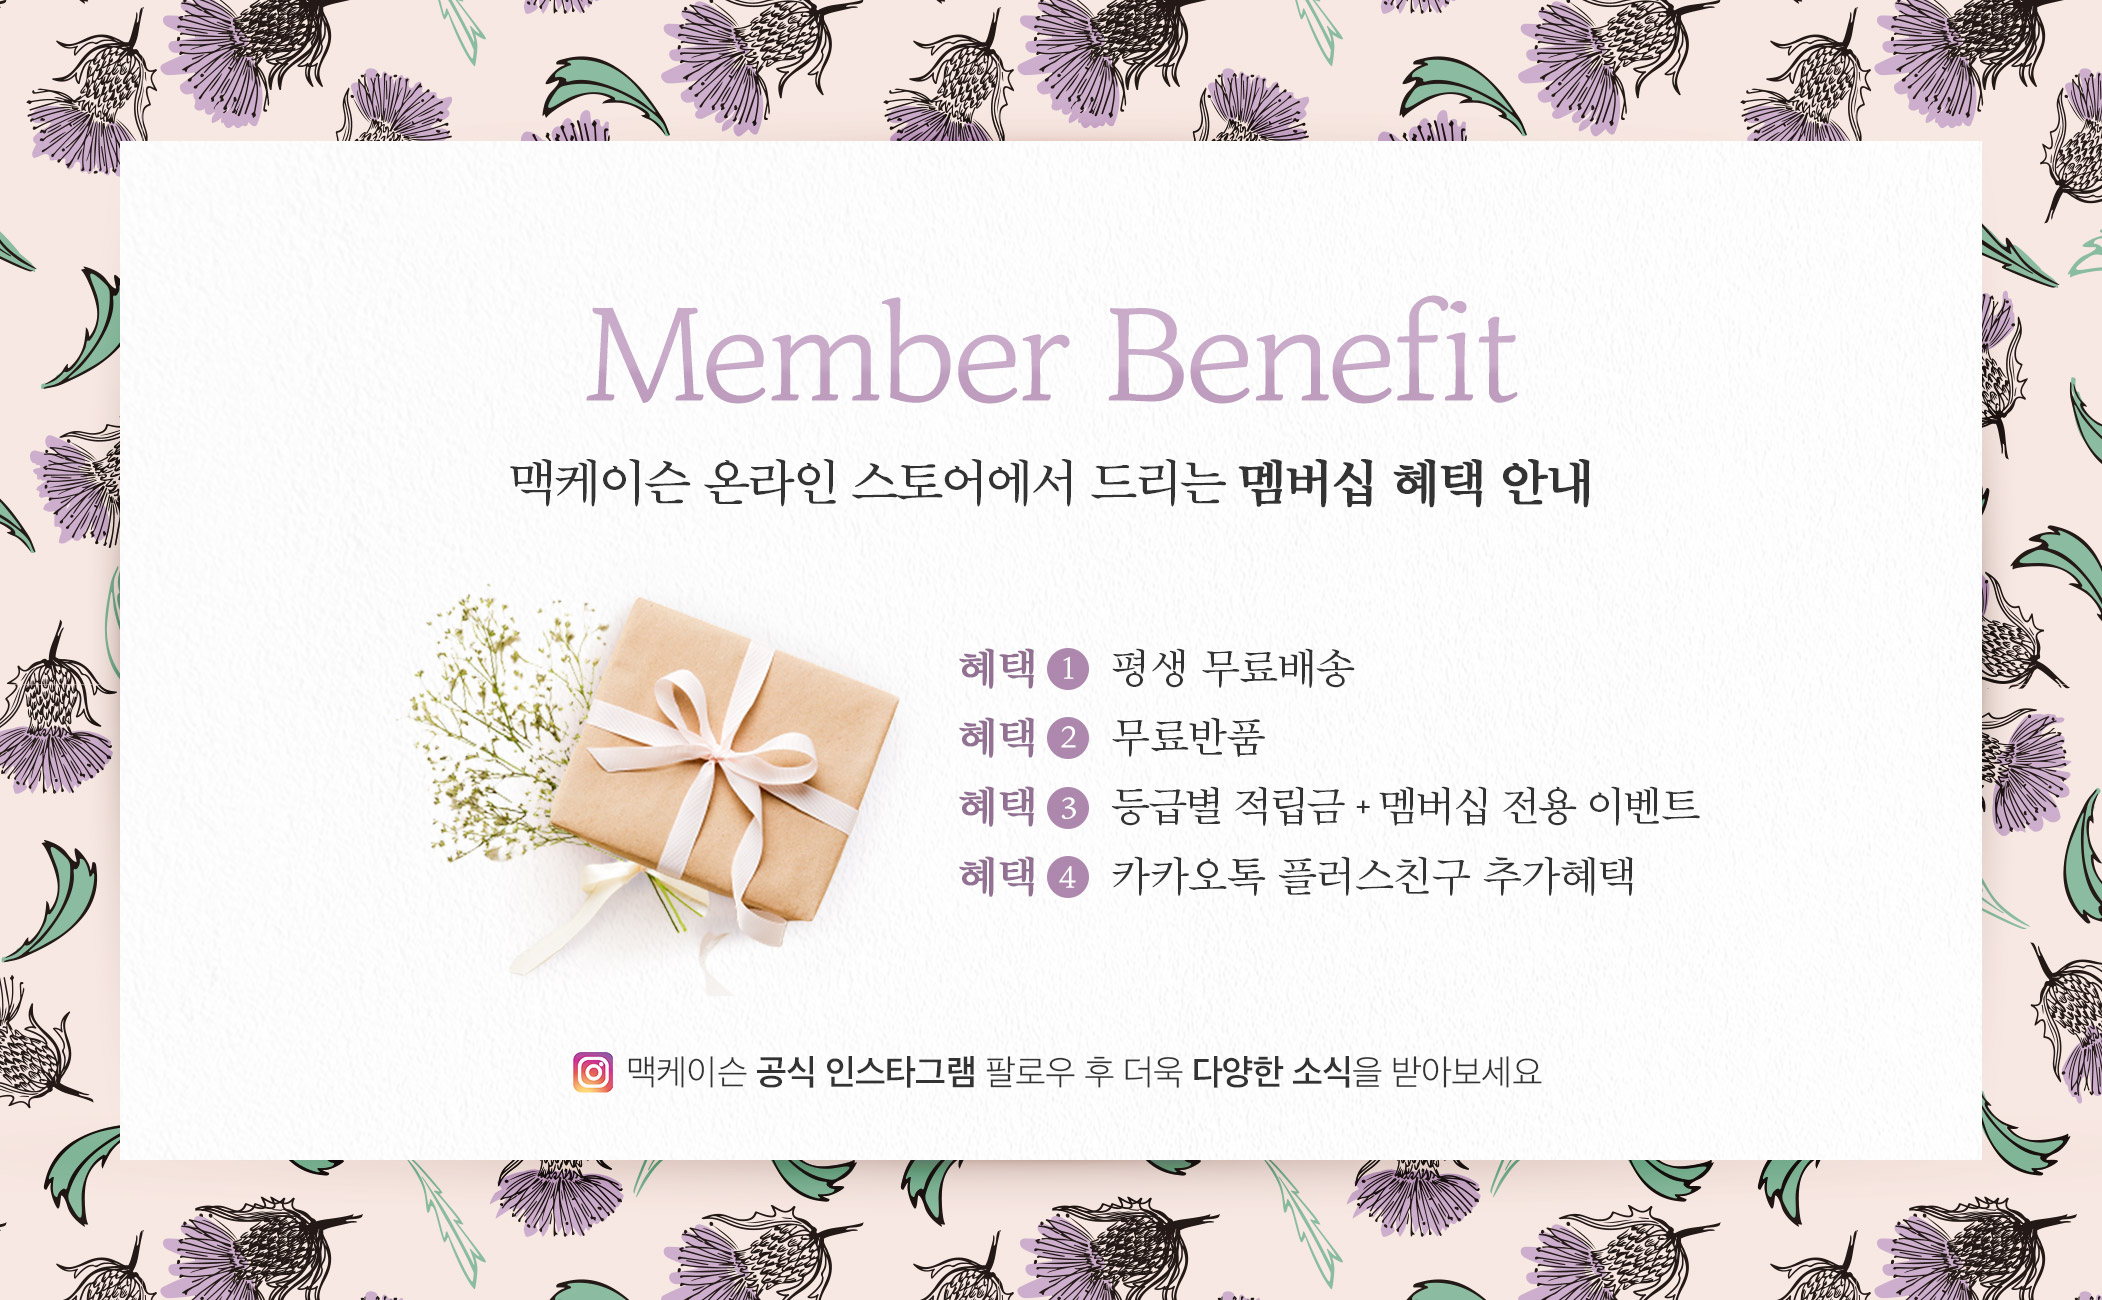 Member Benefit
맥케이슨 온라인 스토어에서 드리는 멤버십 혜택 안내
혜택 1 평생 무료배송
혜택 2 무료반품
혜택 3 등급별 적립금 + 멤버십 전용 이벤트
혜택 4 카카오톡 플러스친구 추가혜택
맥케이슨 공식 인스타그램 팔로우 후 더욱 다양한 소식을 받아보세요